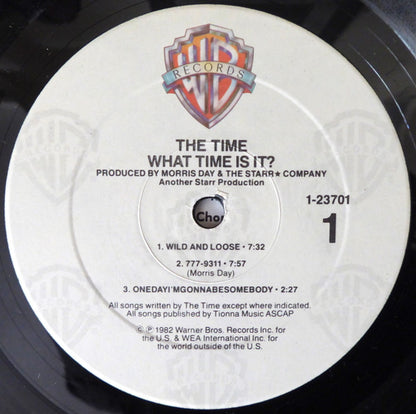 WB
RECORDS
THE TIME
WHAT TIME IS IT?
PRODUCED BY MORRIS DAY & THE STARR★ COMPANY
Another Starr Production
1-23701
1
Chor
1. WILD AND LOOSE • 7:32
2. 777-9311 • 7:57
(Morris Day)
3. ONEDAYI'MGONNABESOMEBODY • 2:27
All songs written by The Time except where indicated.
All songs published by Tionna Music ASCAP
© ℗ 1982 Warner Bros. Records Inc. for
the U.S. & WEA International Inc. for
the world outside of the U.S.